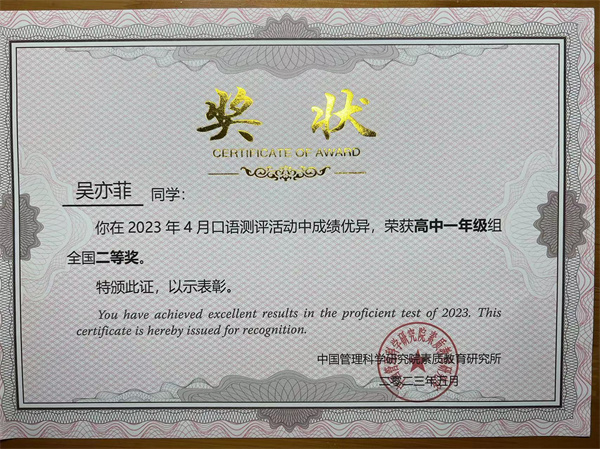 奖状
CERTIFICATE OF AWARD
吴亦菲 同学：
你在 2023 年 4 月口语测评活动中成绩优异，荣获高中一年级组
全国二等奖。
特颁此证，以示表彰。
You have achieved excellent results in the proficient test of 2023. This
certificate is hereby issued for recognition.
中国管理科学研究院素质教育研究所
二〇二三年五月